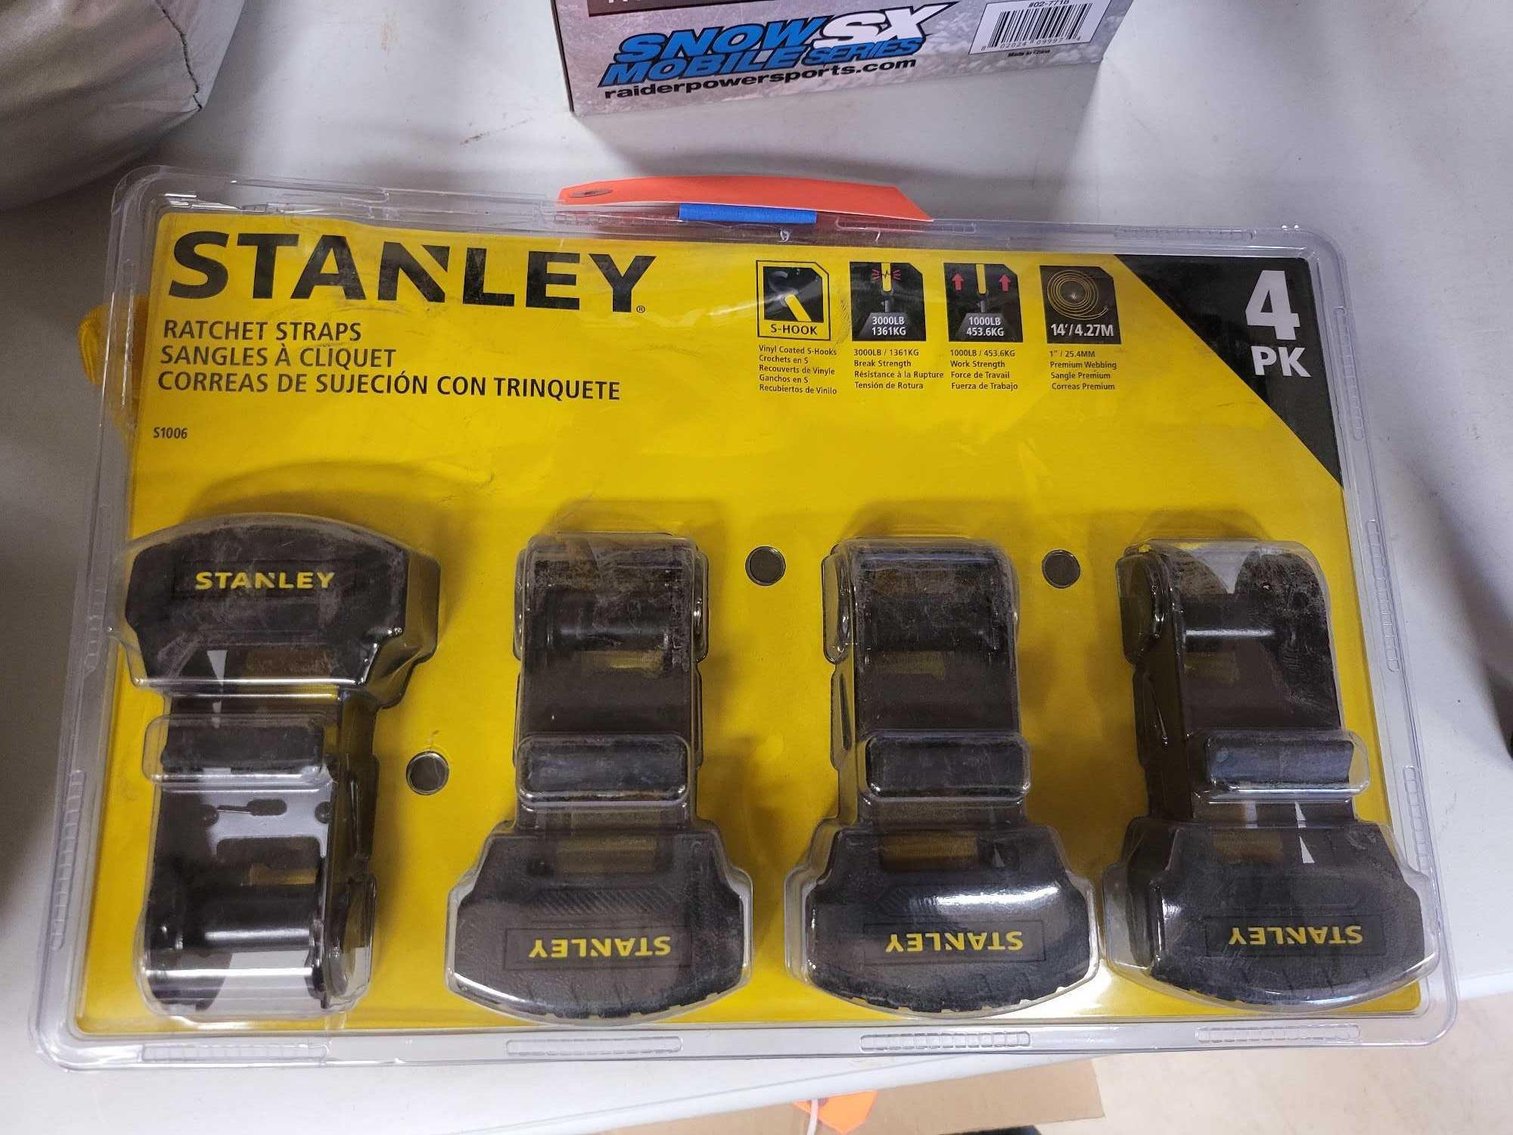 SNOW SX
MOBILE SERIES
raiderpowersports.com
Made in China
STANLEY®
RATCHET STRAPS
SANGLES À CLIQUET
CORREAS DE SUJECIÓN CON TRINQUETE
S1006
S-HOOK
Vinyl Coated S-Hooks
Crochets en S
Recouverts de Vinyle
Ganchos en S
Recubiertos de Vinilo
3000LB
1361KG
3000LB / 1361KG
Break Strength
Résistance à la Rupture
Tensión de Rotura
1000LB
453.6KG
1000LB / 453.6KG
Work Strength
Force de Travail
Fuerza de Trabajo
14'/4.27M
1" / 25.4MM
Premium Webbing
Sangle Premium
Correas Premium
4
PK
STANLEY
STANLEY
STANLEY
STANLEY